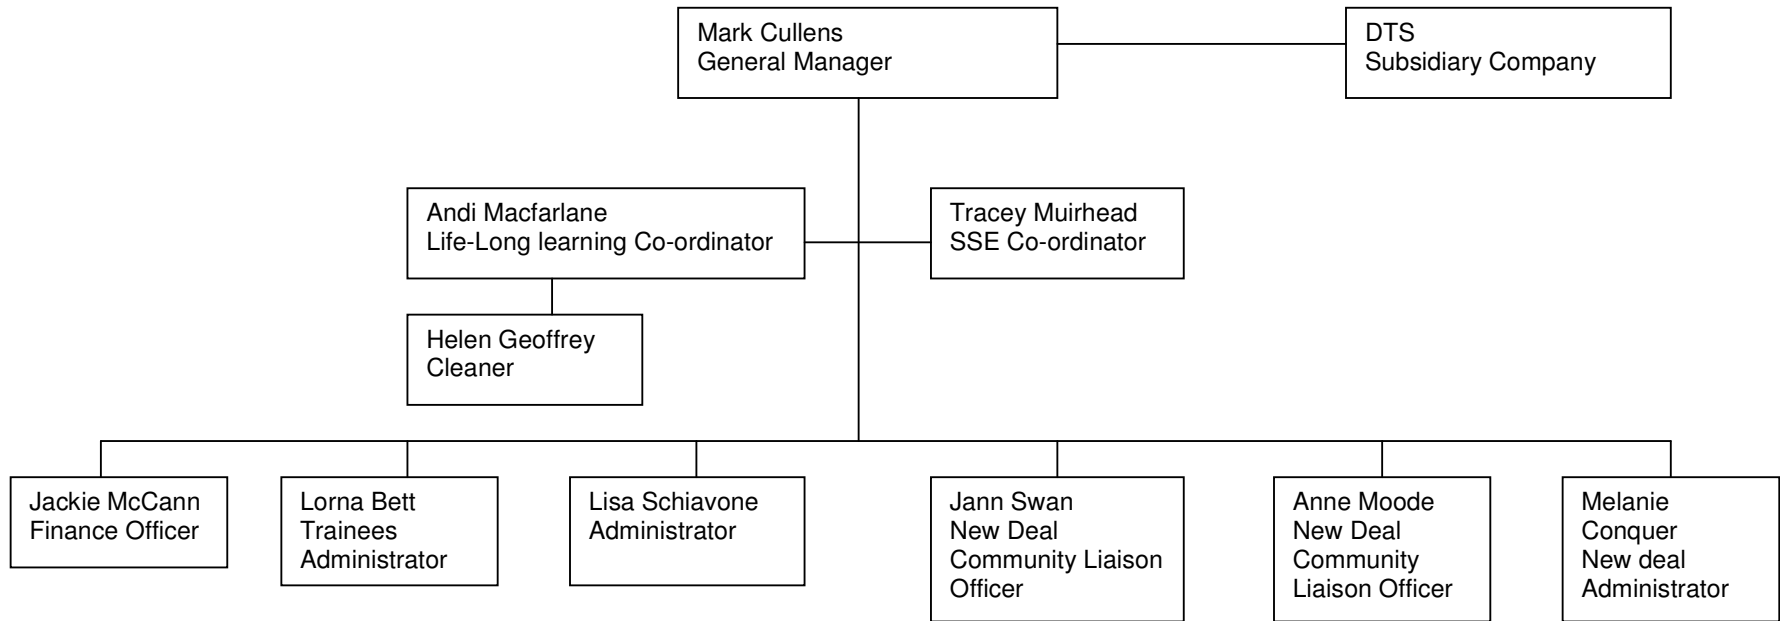 Mark Cullens
General Manager
DTS
Subsidiary Company
Andi Macfarlane
Life-Long learning Co-ordinator
Tracey Muirhead
SSE Co-ordinator
Helen Geoffrey
Cleaner
Jackie McCann
Finance Officer
Lorna Bett
Trainees
Administrator
Lisa Schiavone
Administrator
Jann Swan
New Deal
Community Liaison
Officer
Anne Moode
New Deal
Community
Liaison Officer
Melanie
Conquer
New deal
Administrator